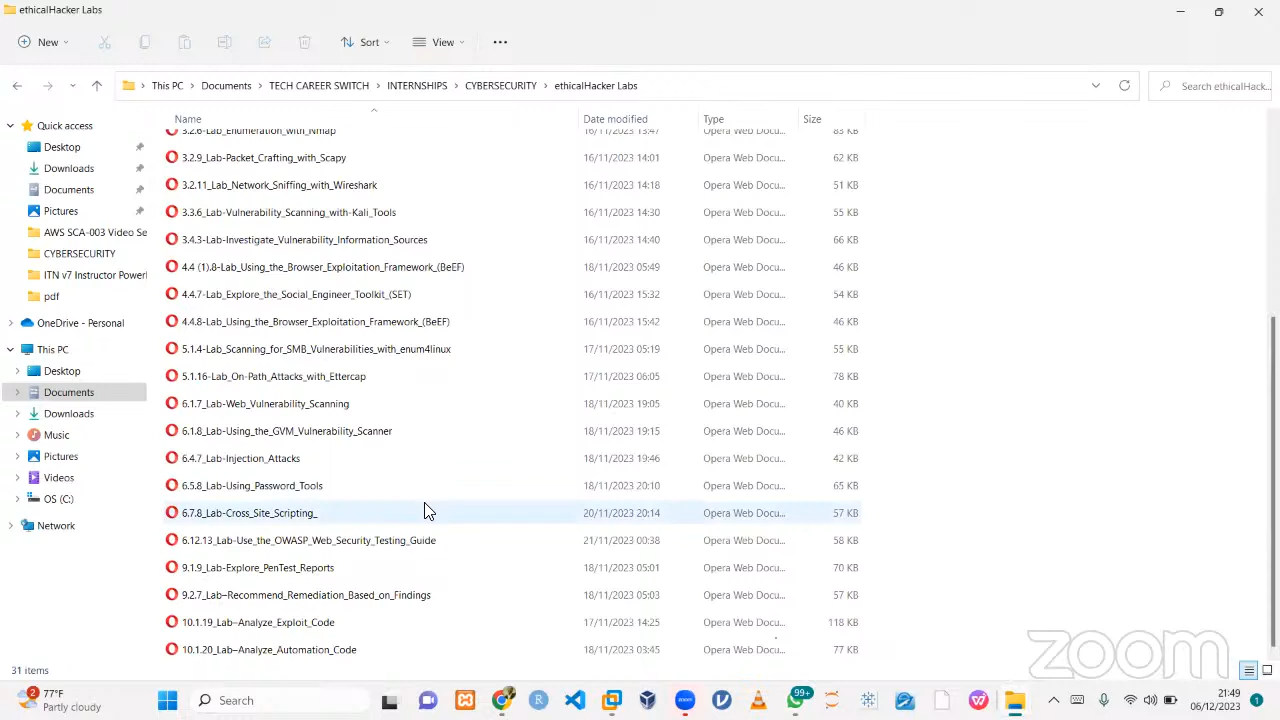 ethicalHacker Labs
New
Sort
View
This PC > Documents > TECH CAREER SWITCH > INTERNSHIPS > CYBERSECURITY > ethicalHacker Labs
Search ethicalHack...
Name Date modified Type Size
3.2.6-Lab_Enumeration_with_Nmap 16/11/2023 13:47 Opera Web Docu... 83 KB
3.2.9_Lab-Packet_Crafting_with_Scapy 16/11/2023 14:01 Opera Web Docu... 62 KB
3.2.11_Lab_Network_Sniffing_with_Wireshark 16/11/2023 14:18 Opera Web Docu... 51 KB
3.3.6_Lab-Vulnerability_Scanning_with-Kali_Tools 16/11/2023 14:30 Opera Web Docu... 55 KB
3.4.3-Lab-Investigate_Vulnerability_Information_Sources 16/11/2023 14:40 Opera Web Docu... 66 KB
4.4 (1).8-Lab_Using_the_Browser_Exploitation_Framework_(BeEF) 18/11/2023 05:49 Opera Web Docu... 46 KB
4.4.7-Lab_Explore_the_Social_Engineer_Toolkit_(SET) 16/11/2023 15:32 Opera Web Docu... 54 KB
4.4.8-Lab_Using_the_Browser_Exploitation_Framework_(BeEF) 16/11/2023 15:42 Opera Web Docu... 46 KB
5.1.4-Lab_Scanning_for_SMB_Vulnerabilities_with_enum4linux 17/11/2023 05:19 Opera Web Docu... 55 KB
5.1.16-Lab_On-Path_Attacks_with_Ettercap 17/11/2023 06:05 Opera Web Docu... 78 KB
6.1.7_Lab-Web_Vulnerability_Scanning 18/11/2023 19:05 Opera Web Docu... 40 KB
6.1.8_Lab-Using_the_GVM_Vulnerability_Scanner 18/11/2023 19:15 Opera Web Docu... 46 KB
6.4.7_Lab-Injection_Attacks 18/11/2023 19:46 Opera Web Docu... 42 KB
6.5.8_Lab-Using_Password_Tools 18/11/2023 20:10 Opera Web Docu... 65 KB
6.7.8_Lab-Cross_Site_Scripting_ 20/11/2023 20:14 Opera Web Docu... 57 KB
6.12.13_Lab-Use_the_OWASP_Web_Security_Testing_Guide 21/11/2023 00:38 Opera Web Docu... 58 KB
9.1.9_Lab-Explore_PenTest_Reports 18/11/2023 05:01 Opera Web Docu... 70 KB
9.2.7_Lab–Recommend_Remediation_Based_on_Findings 18/11/2023 05:03 Opera Web Docu... 57 KB
10.1.19_Lab–Analyze_Exploit_Code 17/11/2023 14:25 Opera Web Docu... 118 KB
10.1.20_Lab–Analyze_Automation_Code 18/11/2023 03:45 Opera Web Docu... 77 KB
Quick access
Desktop
Downloads
Documents
Pictures
AWS SCA-003 Video Se
CYBERSECURITY
ITN v7 Instructor Powerl
pdf
OneDrive - Personal
This PC
Desktop
Documents
Downloads
Music
Pictures
Videos
OS (C:)
Network
31 items
zoom
2
77°F
Partly cloudy
Search
zoom
99+
21:49
06/12/2023
1